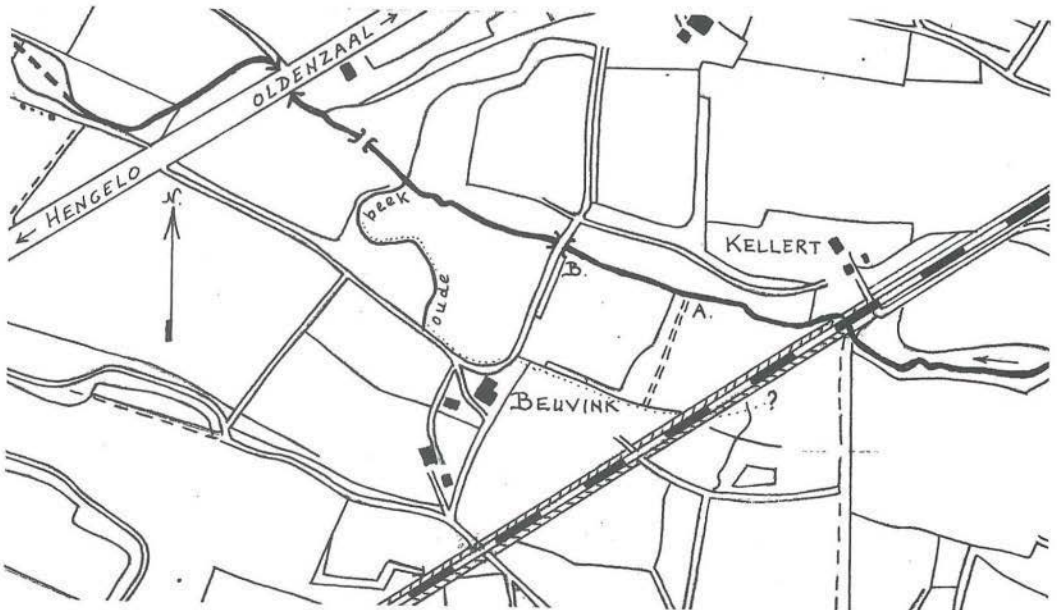 OLDENZAAL
HENGELO
N.
beek
oude
B.
A.
KELLERT
BEUVINK
?